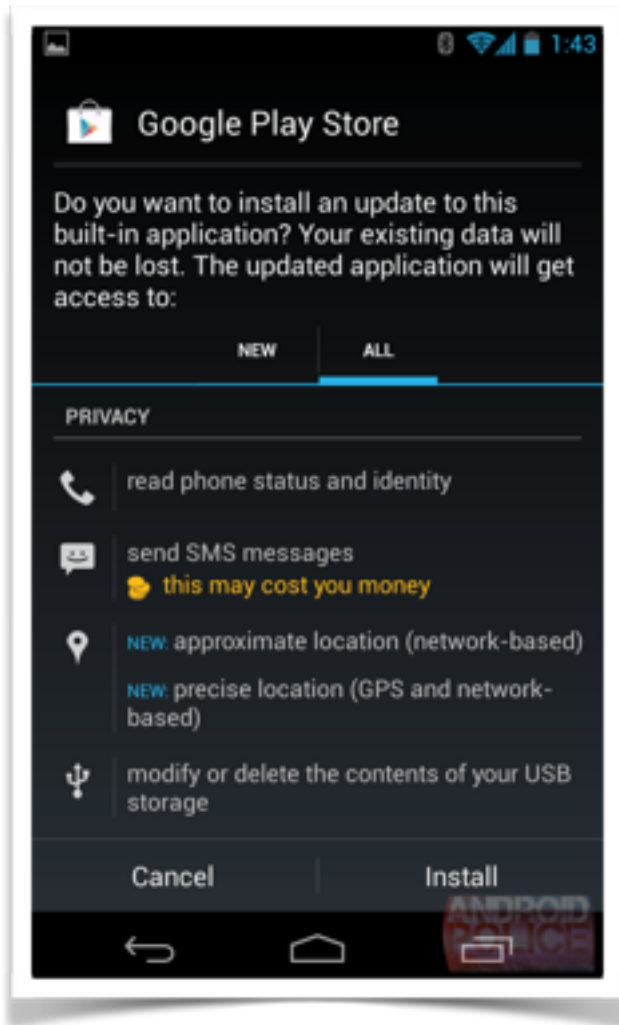 1:43
Google Play Store
Do you want to install an update to this
built-in application? Your existing data will
not be lost. The updated application will get
access to:
NEW ALL
PRIVACY
read phone status and identity
send SMS messages
this may cost you money
NEW: approximate location (network-based)
NEW: precise location (GPS and network-
based)
modify or delete the contents of your USB
storage
Cancel Install
ANDROID
POLICE